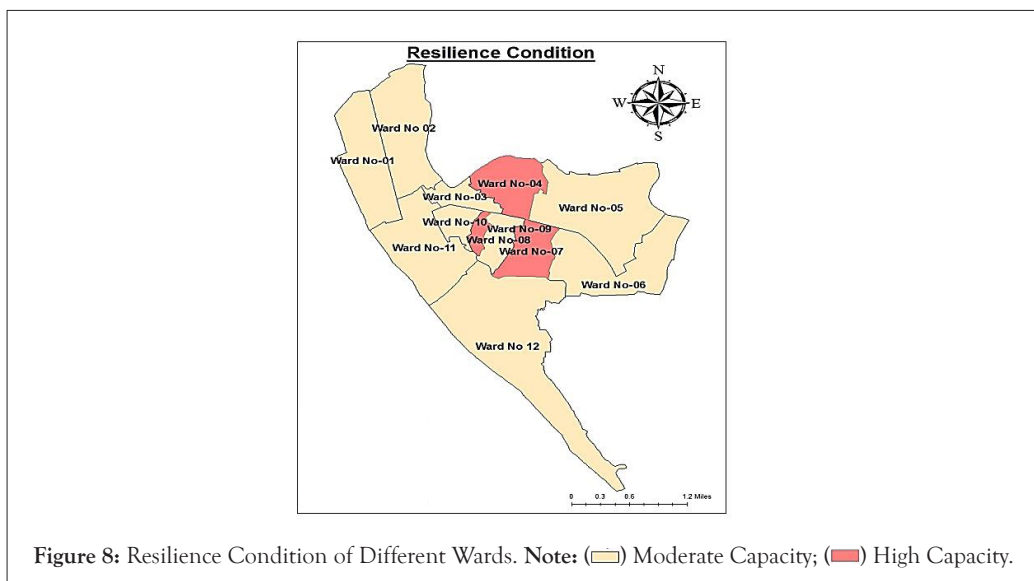 Resilience Condition
N
W E
S
Ward No 02
Ward No-01
Ward No-04
Ward No-03
Ward No-05
Ward No-10
Ward No-09
Ward No-08
Ward No-11
Ward No-07
Ward No-06
Ward No 12
0 0.3 0.6 1.2 Miles
Figure 8: Resilience Condition of Different Wards. Note: ( ) Moderate Capacity; ( ) High Capacity.